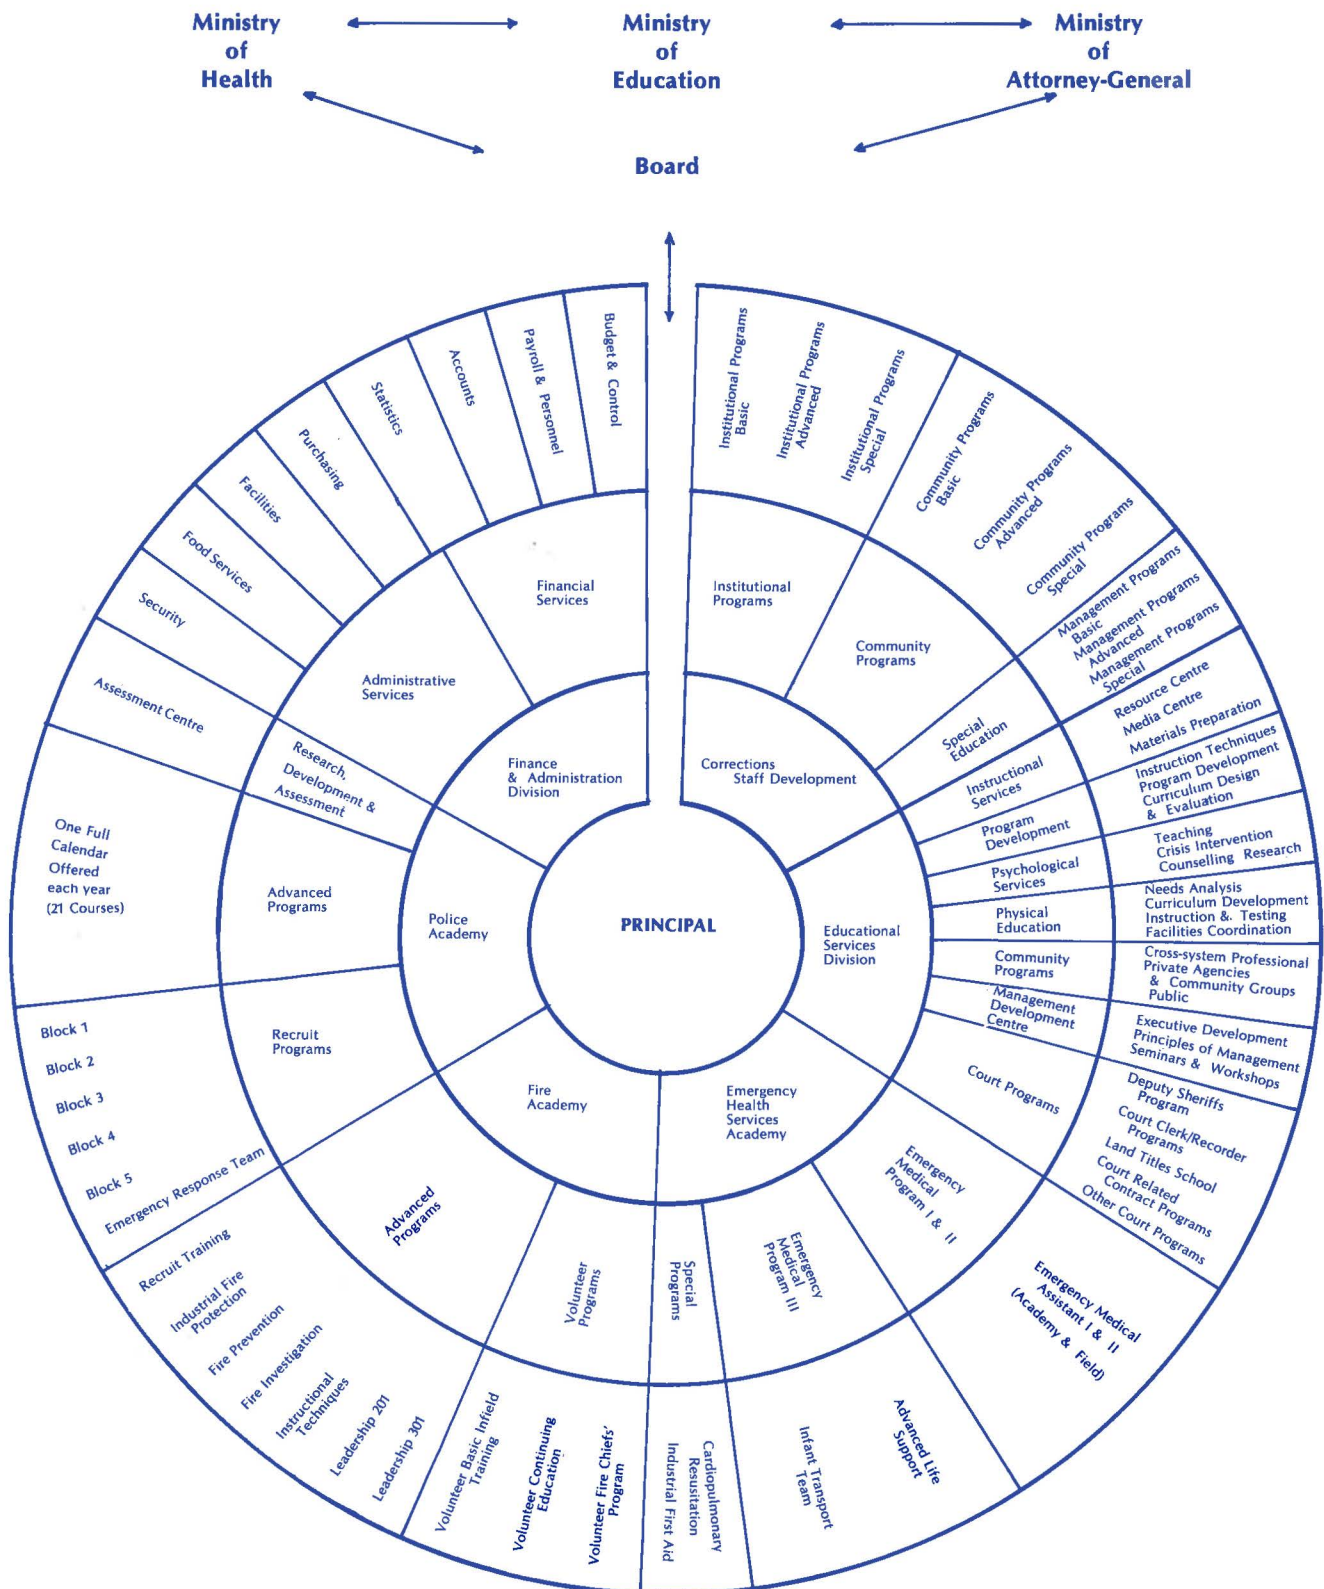 Ministry
of
Health
Ministry
of
Education
Ministry
of
Attorney-General
Board
Budget & Control
Payroll & Personnel
Accounts
Statistics
Purchasing
Facilities
Food Services
Security
Assessment Centre
One Full
Calendar
Offered
each year
(21 Courses)
Block 1
Block 2
Block 3
Block 4
Block 5
Emergency Response Team
Recruit Training
Industrial Fire
Protection
Fire Prevention
Fire Investigation
Instructional
Techniques
Leadership 201
Leadership 301
Volunteer Basic Infield
Training
Volunteer Continuing
Education
Volunteer Fire Chiefs'
Program
Cardiopulmonary
Resusitation
Industrial First Aid
Infant Transport
Team
Advanced Life
Support
Emergency Medical
Assistant I & II
(Academy & Field)
Institutional Programs
Basic
Institutional Programs
Advanced
Institutional Programs
Special
Community Programs
Basic
Community Programs
Advanced
Community Programs
Special
Management Programs
Basic
Management Programs
Advanced
Management Programs
Special
Resource Centre
Media Centre
Materials Preparation
Instruction Techniques
Program Development
Curriculum Design
& Evaluation
Teaching
Crisis Intervention
Counselling Research
Needs Analysis
Curriculum Development
Instruction & Testing
Facilities Coordination
Cross-system Professional
Private Agencies
& Community Groups
Public
Executive Development
Principles of Management
Seminars & Workshops
Deputy Sheriffs
Program
Court Clerk/Recorder
Programs
Land Titles School
Court Related
Contract Programs
Other Court Programs
Financial
Services
Administrative
Services
Research,
Development &
Assessment
Advanced
Programs
Recruit
Programs
Advanced
Programs
Volunteer
Programs
Special
Programs
Emergency
Medical
Program III
Emergency
Medical
Program I & II
Institutional
Programs
Community
Programs
Special
Education
Instructional
Services
Program
Development
Psychological
Services
Physical
Education
Community
Programs
Management
Development
Centre
Court Programs
Finance
& Administration
Division
Corrections
Staff Development
Police
Academy
Educational
Services
Division
Fire
Academy
Emergency
Health
Services
Academy
PRINCIPAL